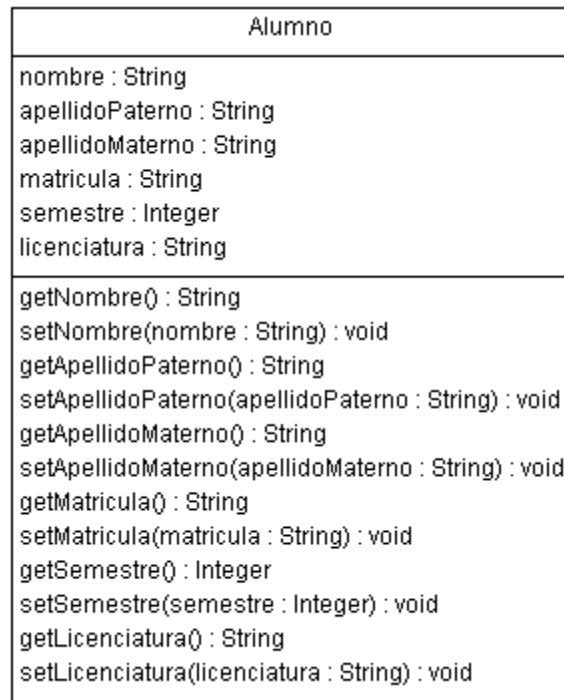 Alumno
nombre : String
apellidoPaterno : String
apellidoMaterno : String
matricula : String
semestre : Integer
licenciatura : String
getNombre() : String
setNombre(nombre : String) : void
getApellidoPaterno() : String
setApellidoPaterno(apellidoPaterno : String) : void
getApellidoMaterno() : String
setApellidoMaterno(apellidoMaterno : String) : void
getMatricula() : String
setMatricula(matricula : String) : void
getSemestre() : Integer
setSemestre(semestre : Integer) : void
getLicenciatura() : String
setLicenciatura(licenciatura : String) : void